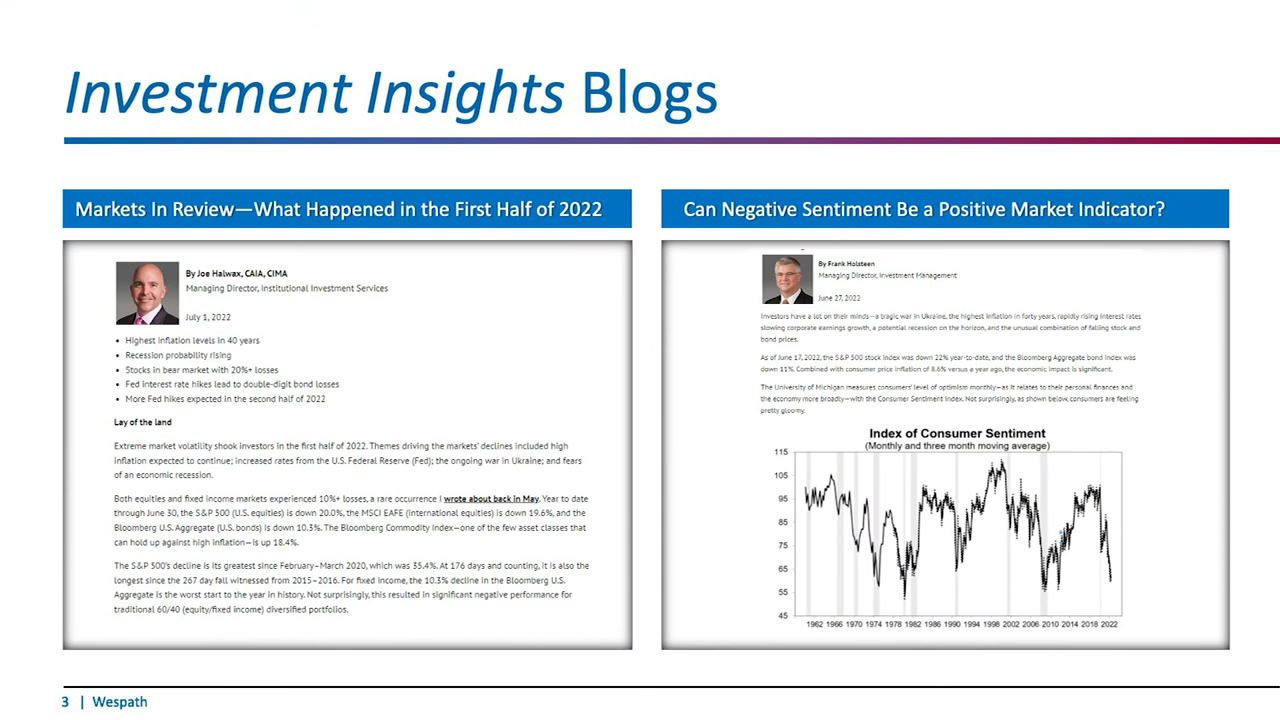 Investment Insights Blogs
Markets In Review—What Happened in the First Half of 2022
By Joe Halwax, CAIA, CIMA
Managing Director, Institutional Investment Services
July 1, 2022
• Highest inflation levels in 40 years
• Recession probability rising
• Stocks in bear market with 20%+ losses
• Fed interest rate hikes lead to double-digit bond losses
• More Fed hikes expected in the second half of 2022
Lay of the land
Extreme market volatility shook investors in the first half of 2022. Themes driving the markets' declines included high
inflation expected to continue; increased rates from the U.S. Federal Reserve (Fed); the ongoing war in Ukraine; and fears
of an economic recession.
Both equities and fixed income markets experienced 10%+ losses, a rare occurrence I wrote about back in May. Year to date
through June 30, the S&P 500 (U.S. equities) is down 20.0%, the MSCI EAFE (international equities) is down 19.6%, and the
Bloomberg U.S. Aggregate (U.S. bonds) is down 10.3%. The Bloomberg Commodity Index—one of the few asset classes that
can hold up against high inflation—is up 18.4%.
The S&P 500's decline is its greatest since February–March 2020, which was 35.4%. At 176 days and counting, it is also the
longest since the 267 day fall witnessed from 2015–2016. For fixed income, the 10.3% decline in the Bloomberg U.S.
Aggregate is the worst start to the year in history. Not surprisingly, this resulted in significant negative performance for
traditional 60/40 (equity/fixed income) diversified portfolios.
Can Negative Sentiment Be a Positive Market Indicator?
By Frank Holsteen
Managing Director, Investment Management
June 27, 2022
Investors have a lot on their minds—a tragic war in Ukraine, the highest inflation in forty years, rapidly rising interest rates
slowing corporate earnings growth, a potential recession on the horizon, and the unusual combination of falling stock and
bond prices.
As of June 17, 2022, the S&P 500 stock index was down 22% year-to-date, and the Bloomberg Aggregate bond index was
down 11%. Combined with consumer price inflation of 8.6% versus a year ago, the economic impact is significant.
The University of Michigan measures consumers' level of optimism monthly—as it relates to their personal finances and
the economy more broadly—with the Consumer Sentiment Index. Not surprisingly, as shown below, consumers are feeling
pretty gloomy.
Index of Consumer Sentiment
(Monthly and three month moving average)
115
105
95
85
75
65
55
45
1962 1966 1970 1974 1978 1982 1986 1990 1994 1998 2002 2006 2010 2014 2018 2022
3 | Wespath